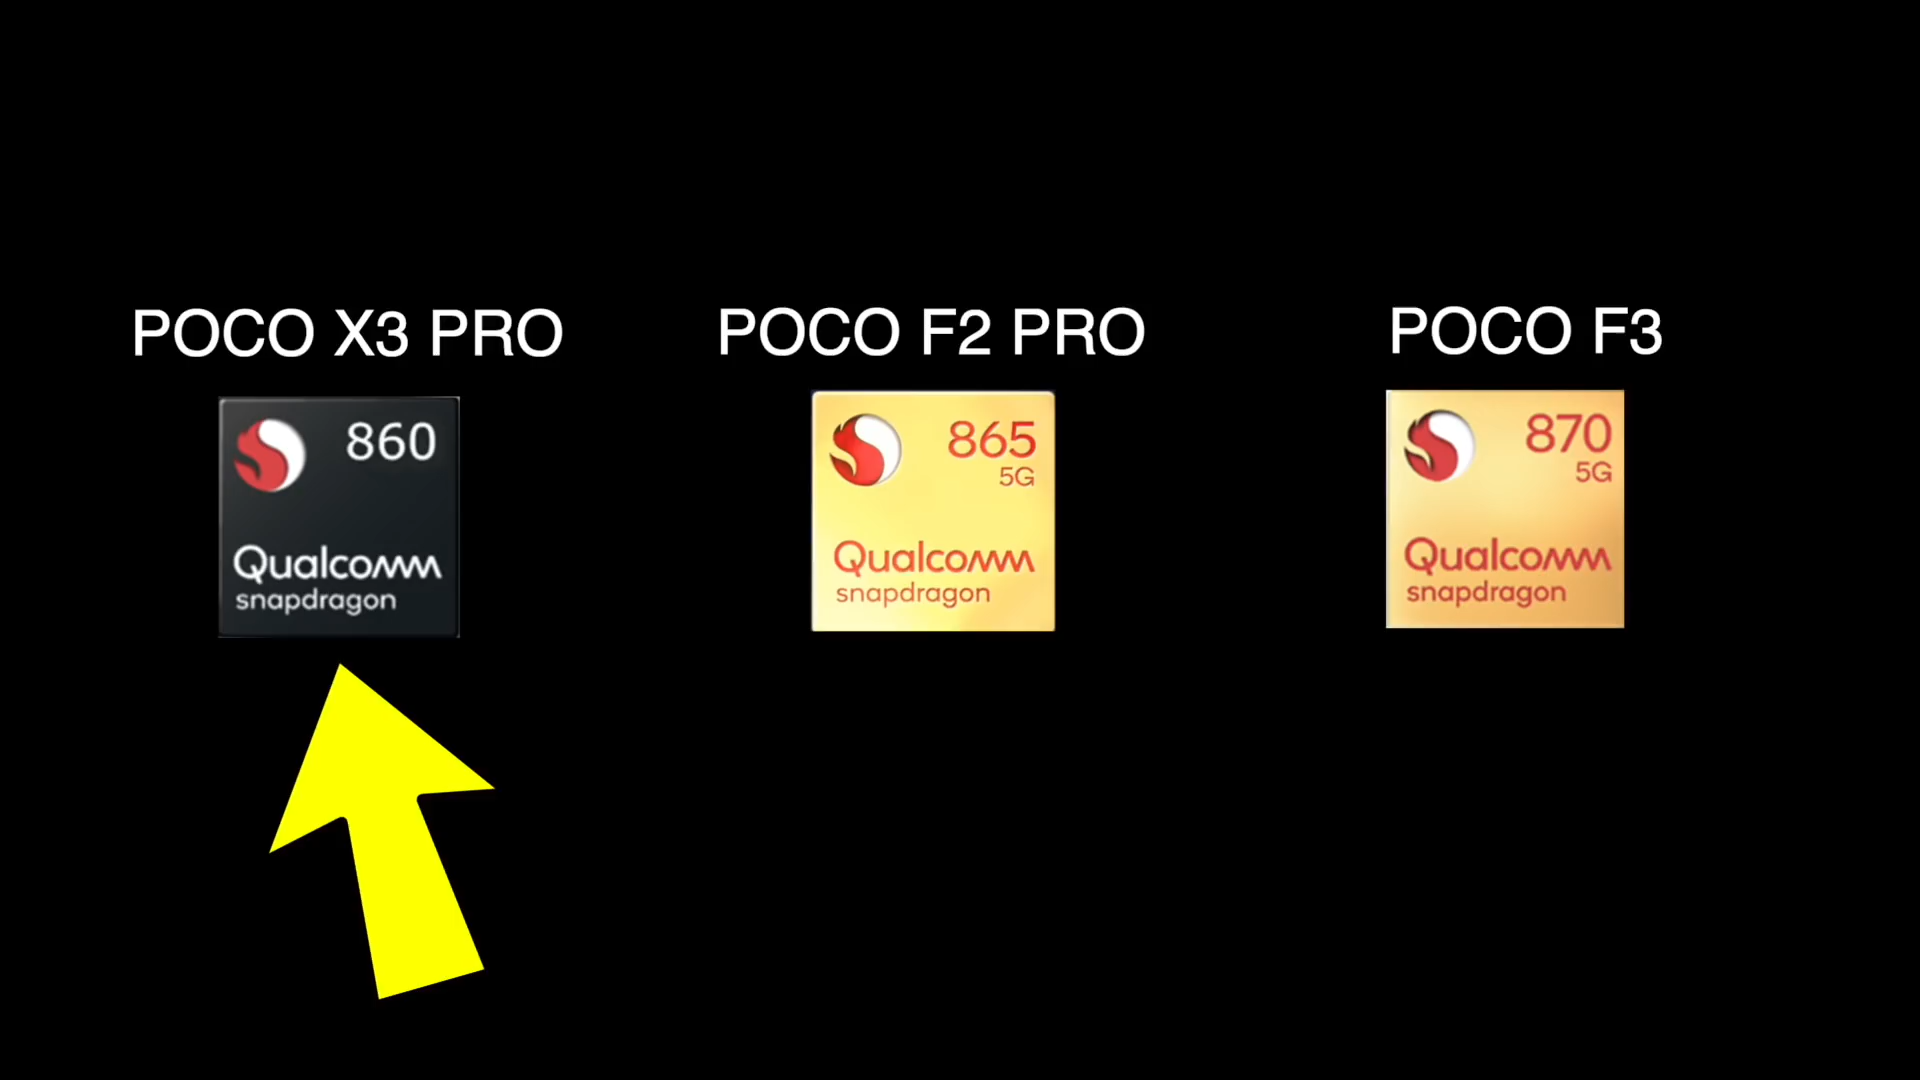 POCO X3 PRO
860
Qualcomm
snapdragon
POCO F2 PRO
865
5G
Qualcomm
snapdragon
POCO F3
870
5G
Qualcomm
snapdragon